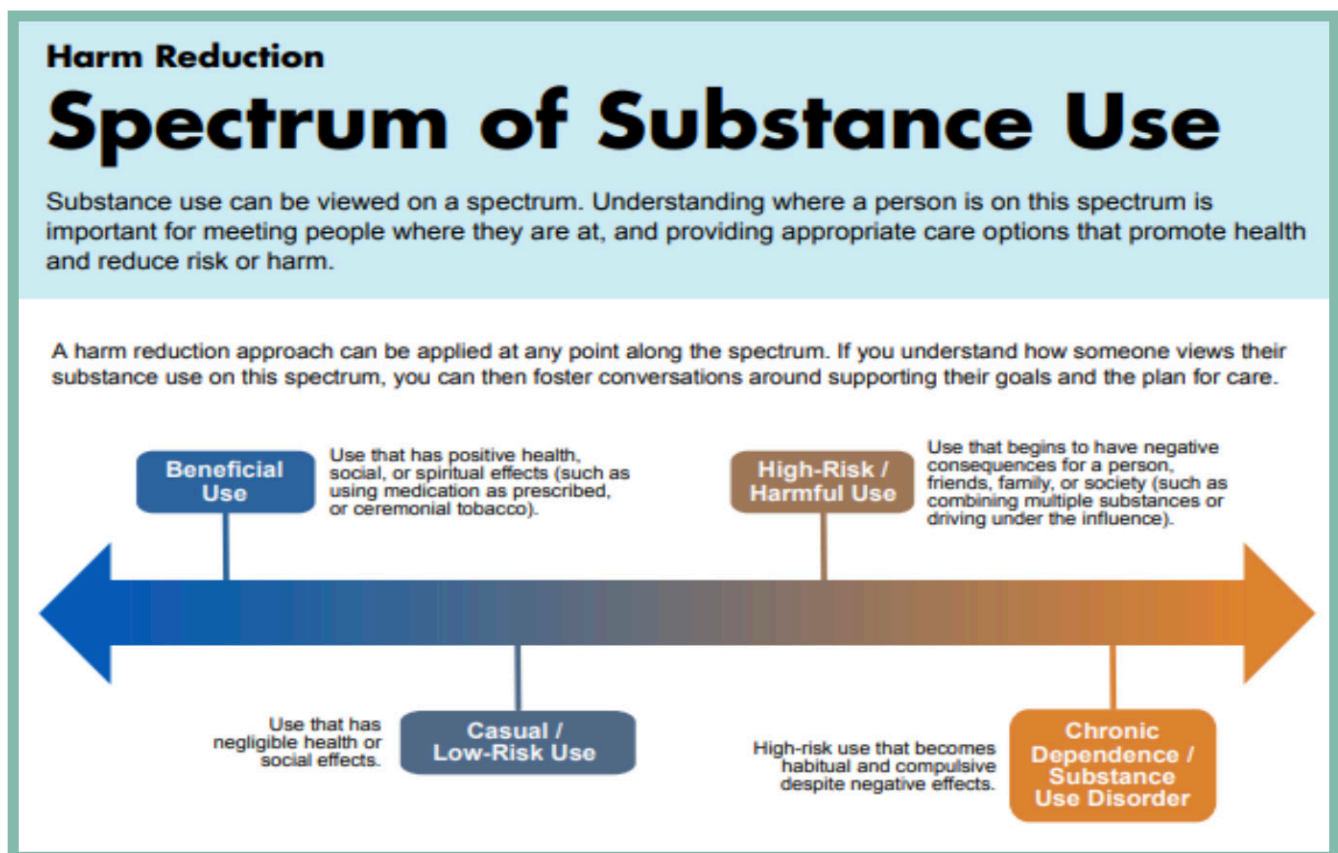 Harm Reduction
Spectrum of Substance Use
Substance use can be viewed on a spectrum. Understanding where a person is on this spectrum is
important for meeting people where they are at, and providing appropriate care options that promote health
and reduce risk or harm.
A harm reduction approach can be applied at any point along the spectrum. If you understand how someone views their
substance use on this spectrum, you can then foster conversations around supporting their goals and the plan for care.
Beneficial
Use
Use that has positive health,
social, or spiritual effects (such as
using medication as prescribed,
or ceremonial tobacco).
High-Risk /
Harmful Use
Use that begins to have negative
consequences for a person,
friends, family, or society (such as
combining multiple substances or
driving under the influence).
Use that has
negligible health or
social effects.
Casual /
Low-Risk Use
High-risk use that becomes
habitual and compulsive
despite negative effects.
Chronic
Dependence /
Substance
Use Disorder